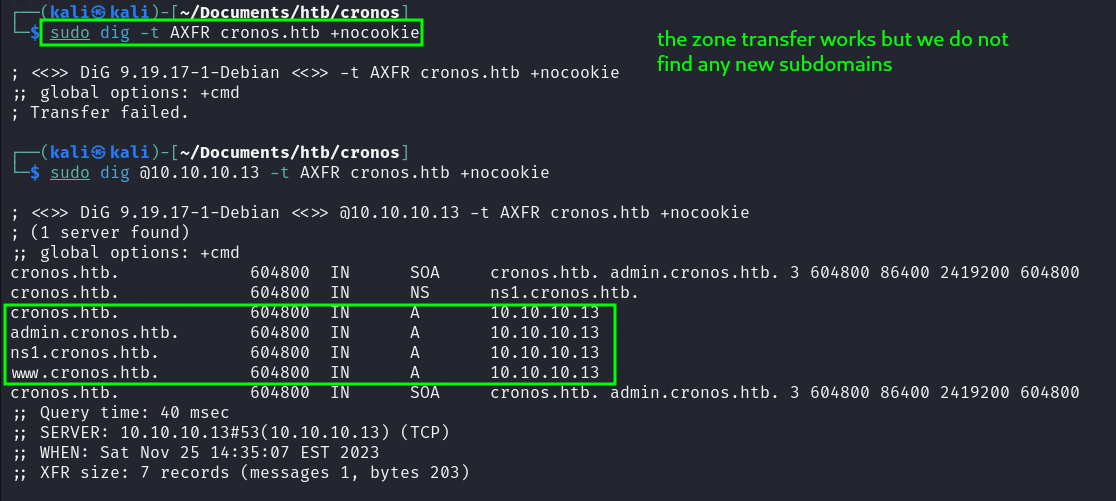 ┌──(kali㉿kali)-[~/Documents/htb/cronos]
└─$ sudo dig -t AXFR cronos.htb +nocookie
the zone transfer works but we do not
find any new subdomains
; <<>> DiG 9.19.17-1-Debian <<>> -t AXFR cronos.htb +nocookie
;; global options: +cmd
; Transfer failed.
┌──(kali㉿kali)-[~/Documents/htb/cronos]
└─$ sudo dig @10.10.10.13 -t AXFR cronos.htb +nocookie
; <<>> DiG 9.19.17-1-Debian <<>> @10.10.10.13 -t AXFR cronos.htb +nocookie
; (1 server found)
;; global options: +cmd
cronos.htb. 604800 IN SOA cronos.htb. admin.cronos.htb. 3 604800 86400 2419200 604800
cronos.htb. 604800 IN NS ns1.cronos.htb.
cronos.htb. 604800 IN A 10.10.10.13
admin.cronos.htb. 604800 IN A 10.10.10.13
ns1.cronos.htb. 604800 IN A 10.10.10.13
www.cronos.htb. 604800 IN A 10.10.10.13
cronos.htb. 604800 IN SOA cronos.htb. admin.cronos.htb. 3 604800 86400 2419200 604800
;; Query time: 40 msec
;; SERVER: 10.10.10.13#53(10.10.10.13) (TCP)
;; WHEN: Sat Nov 25 14:35:07 EST 2023
;; XFR size: 7 records (messages 1, bytes 203)